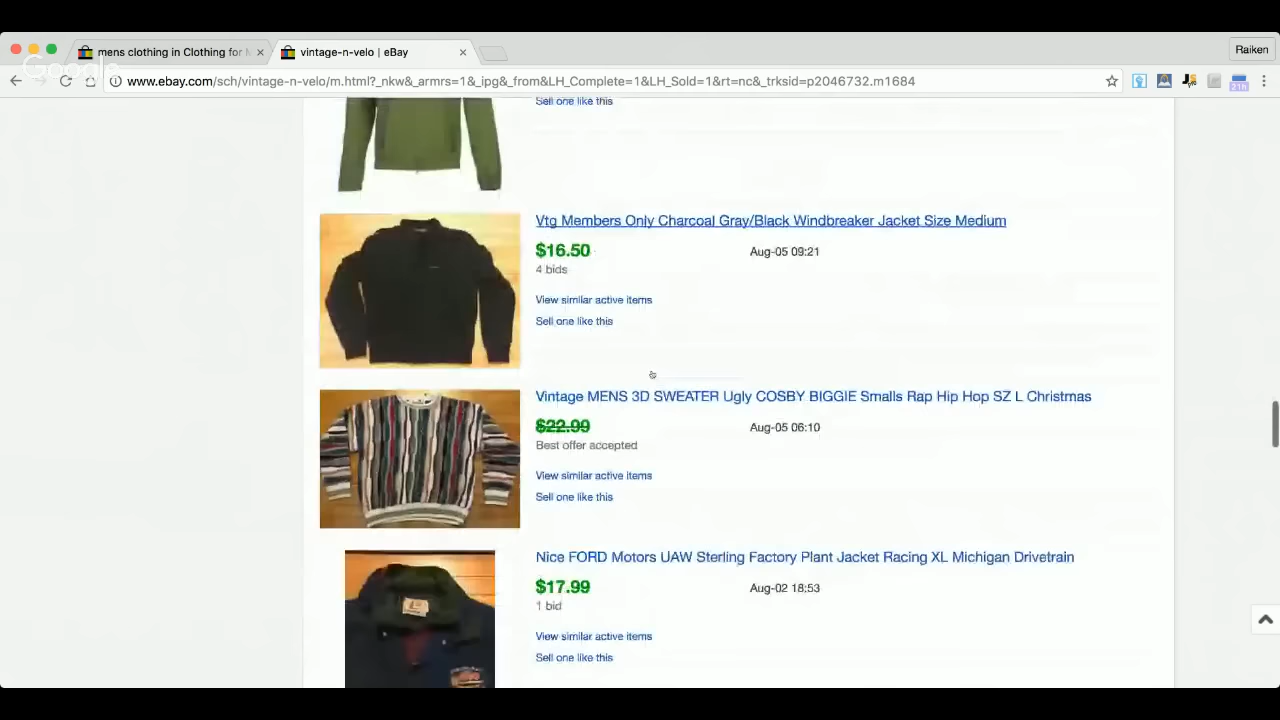 mens clothing in Clothing for M
vintage-n-velo | eBay
Raiken
Google
www.ebay.com/sch/vintage-n-velo/m.html?_nkw&_armrs=1&_ipg&_from&LH_Complete=1&LH_Sold=1&rt=nc&_trksid=p2046732.m1684
21h
Sell one like this
Vtg Members Only Charcoal Gray/Black Windbreaker Jacket Size Medium
$16.50 Aug-05 09:21
4 bids
View similar active items
Sell one like this
Vintage MENS 3D SWEATER Ugly COSBY BIGGIE Smalls Rap Hip Hop SZ L Christmas
$22.99 Aug-05 06:10
Best offer accepted
View similar active items
Sell one like this
Nice FORD Motors UAW Sterling Factory Plant Jacket Racing XL Michigan Drivetrain
$17.99 Aug-02 18:53
1 bid
View similar active items
Sell one like this